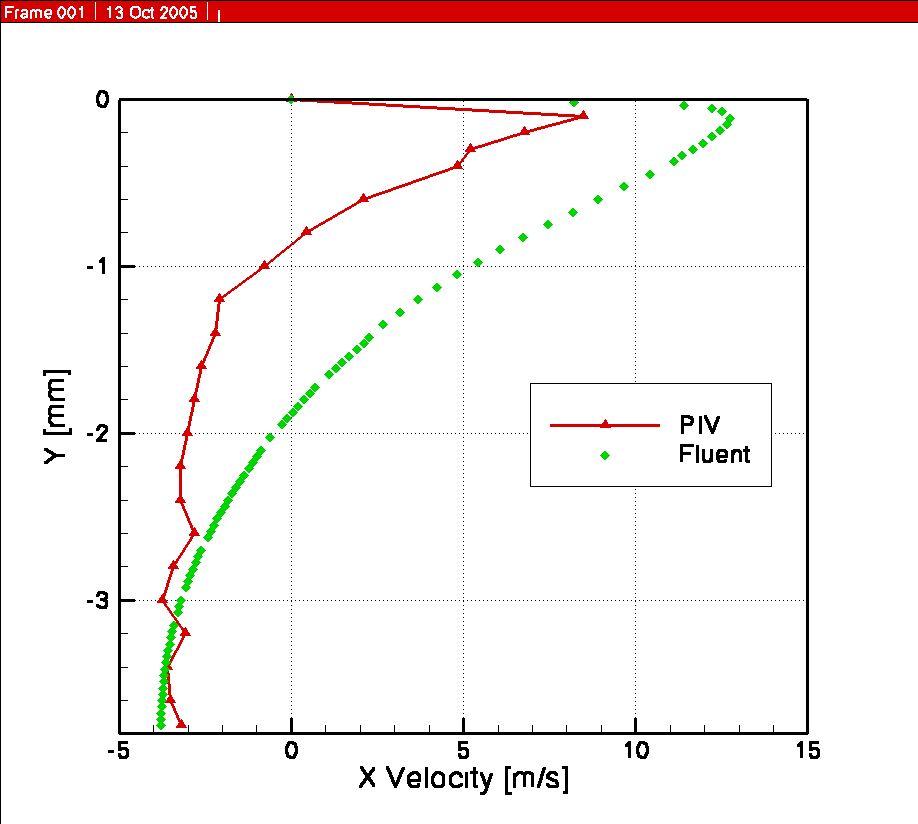 Frame 001 | 13 Oct 2005 |
0
-1
-2
-3
Y [mm]
PIV
Fluent
-5 0 5 10 15
X Velocity [m/s]